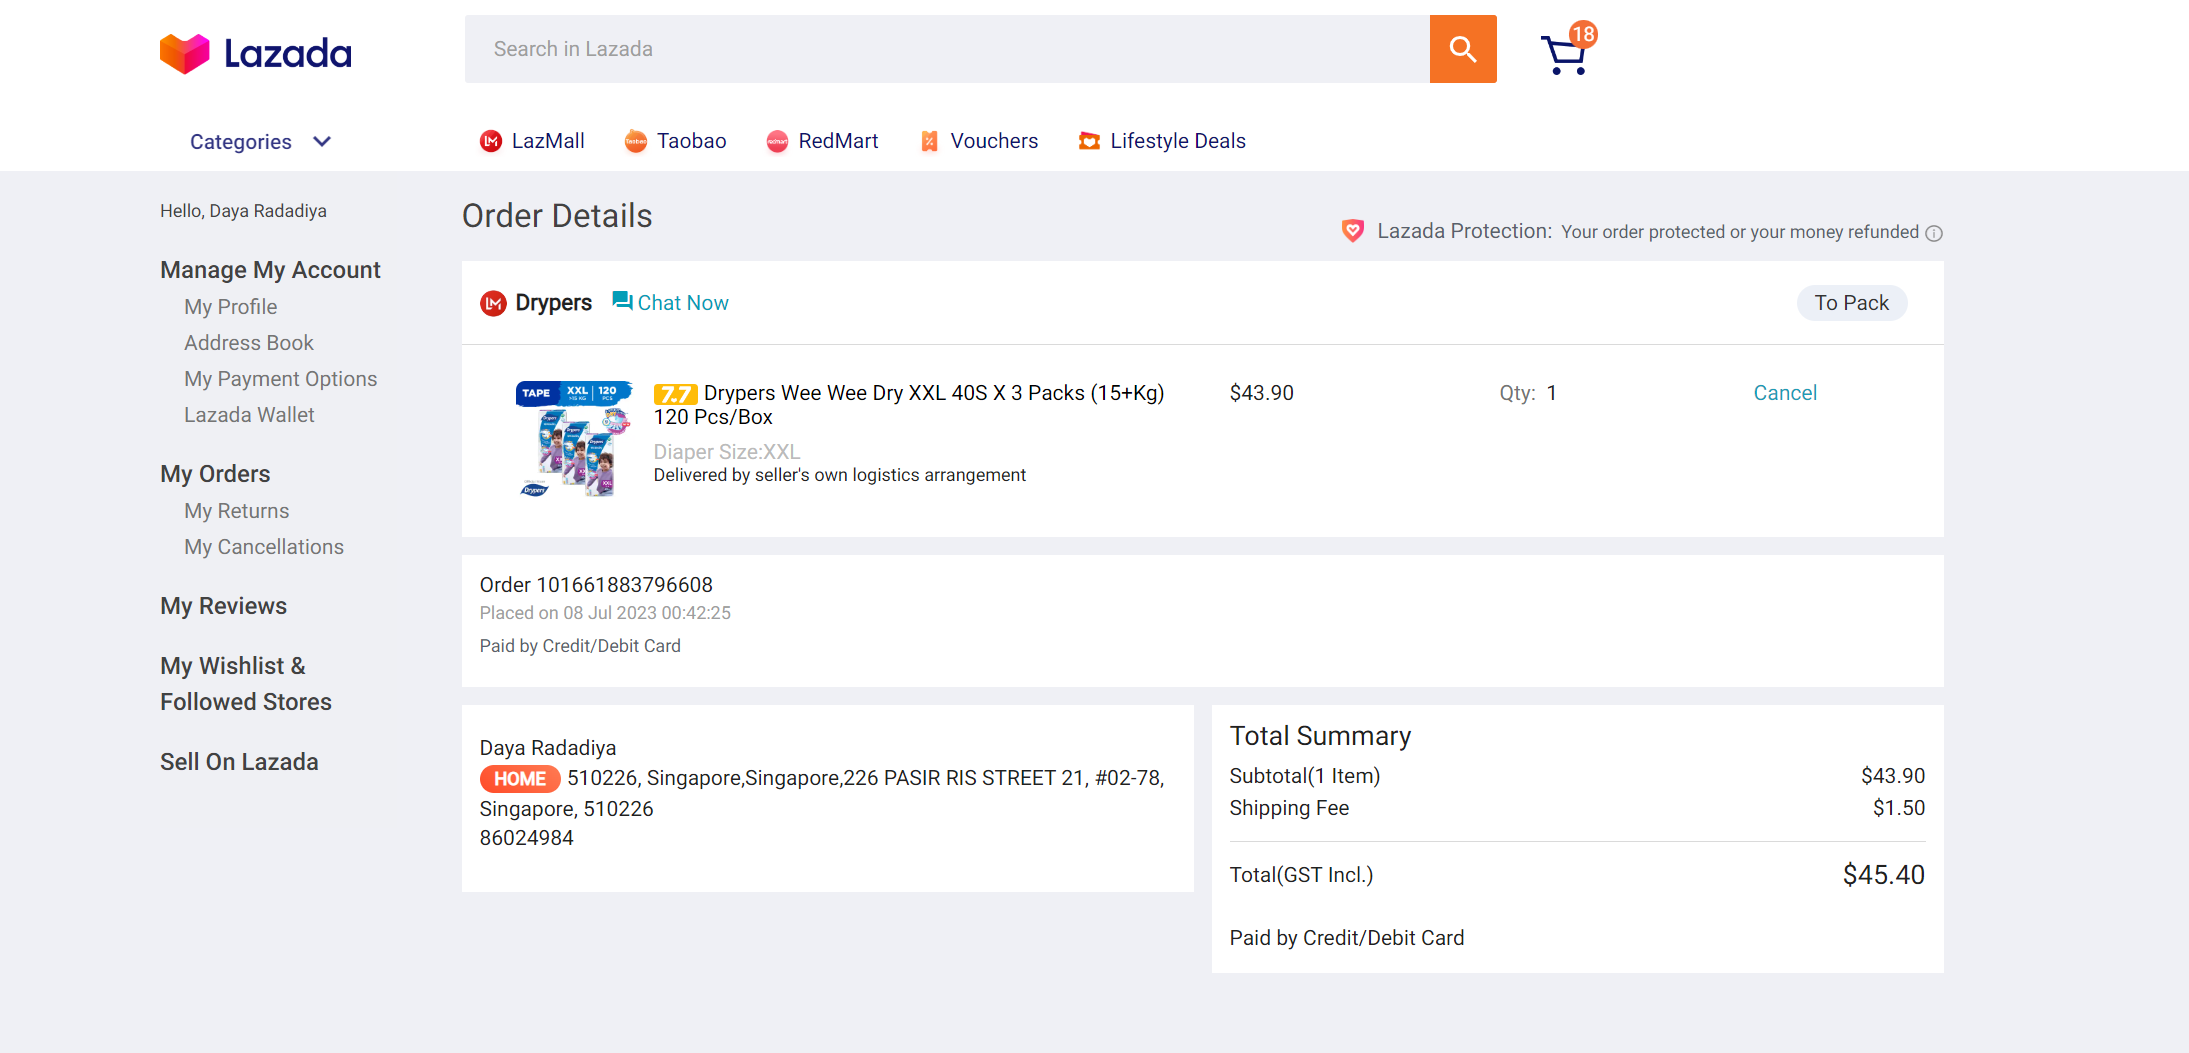 Lazada
Search in Lazada
18
Categories
LazMall
Taobao
RedMart
Vouchers
Lifestyle Deals
Hello, Daya Radadiya
Manage My Account
My Profile
Address Book
My Payment Options
Lazada Wallet
My Orders
My Returns
My Cancellations
My Reviews
My Wishlist &
Followed Stores
Sell On Lazada
Order Details
Lazada Protection: Your order protected or your money refunded
Drypers Chat Now
To Pack
TAPE XXL 120
>15 KG PCS
Drypers
7.7 Drypers Wee Wee Dry XXL 40S X 3 Packs (15+Kg)
120 Pcs/Box
Diaper Size:XXL
Delivered by seller's own logistics arrangement
$43.90
Qty: 1
Cancel
Order 101661883796608
Placed on 08 Jul 2023 00:42:25
Paid by Credit/Debit Card
Daya Radadiya
HOME 510226, Singapore,Singapore,226 PASIR RIS STREET 21, #02-78,
Singapore, 510226
86024984
Total Summary
Subtotal(1 Item) $43.90
Shipping Fee $1.50
Total(GST Incl.) $45.40
Paid by Credit/Debit Card